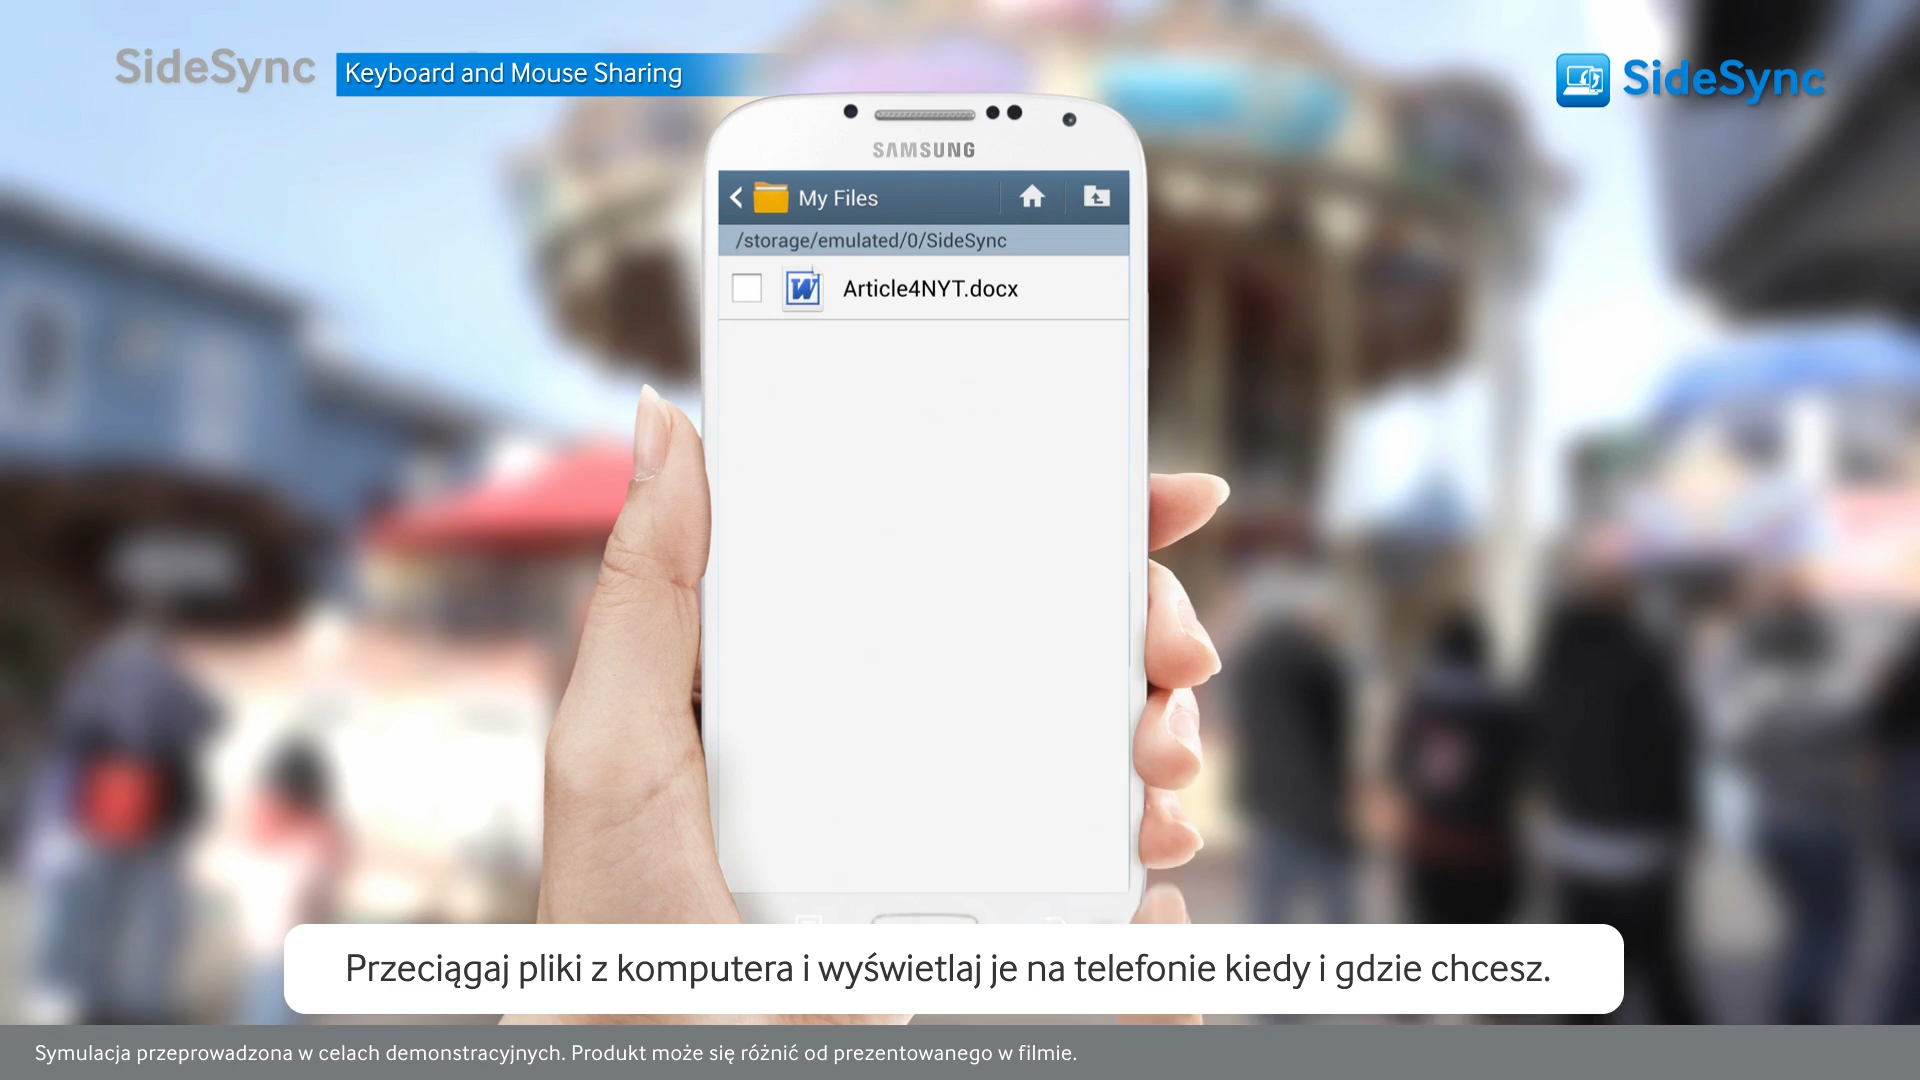 SideSync
Keyboard and Mouse Sharing
SideSync
SAMSUNG
My Files
/storage/emulated/0/SideSync
Article4NYT.docx
Przeciągaj pliki z komputera i wyświetlaj je na telefonie kiedy i gdzie chcesz.
Symulacja przeprowadzona w celach demonstracyjnych. Produkt może się różnić od prezentowanego w filmie.